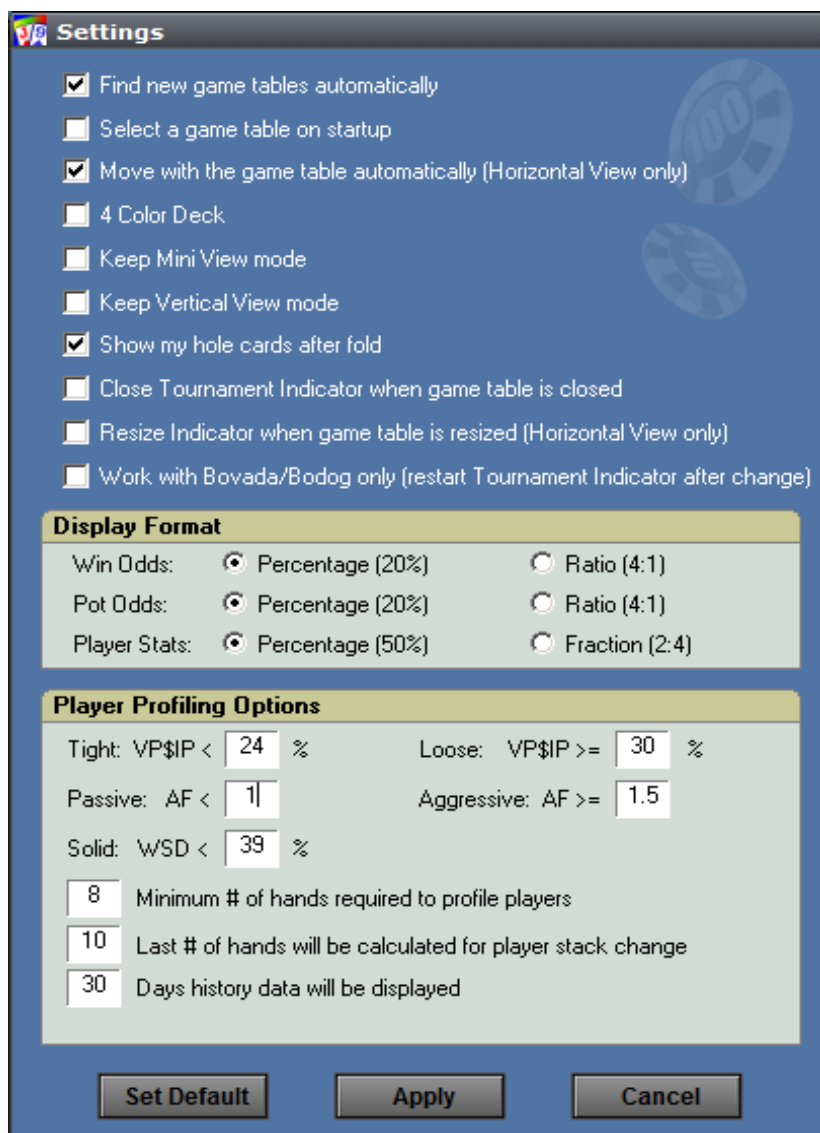 Settings
Find new game tables automatically
Select a game table on startup
Move with the game table automatically (Horizontal View only)
4 Color Deck
Keep Mini View mode
Keep Vertical View mode
Show my hole cards after fold
Close Tournament Indicator when game table is closed
Resize Indicator when game table is resized (Horizontal View only)
Work with Bovada/Bodog only (restart Tournament Indicator after change)
Display Format
Win Odds: Percentage (20%) Ratio (4:1)
Pot Odds: Percentage (20%) Ratio (4:1)
Player Stats: Percentage (50%) Fraction (2:4)
Player Profiling Options
Tight: VP$IP < 24 % Loose: VP$IP >= 30 %
Passive: AF < 1 Aggressive: AF >= 1.5
Solid: WSD < 39 %
8 Minimum # of hands required to profile players
10 Last # of hands will be calculated for player stack change
30 Days history data will be displayed
Set Default Apply Cancel
100